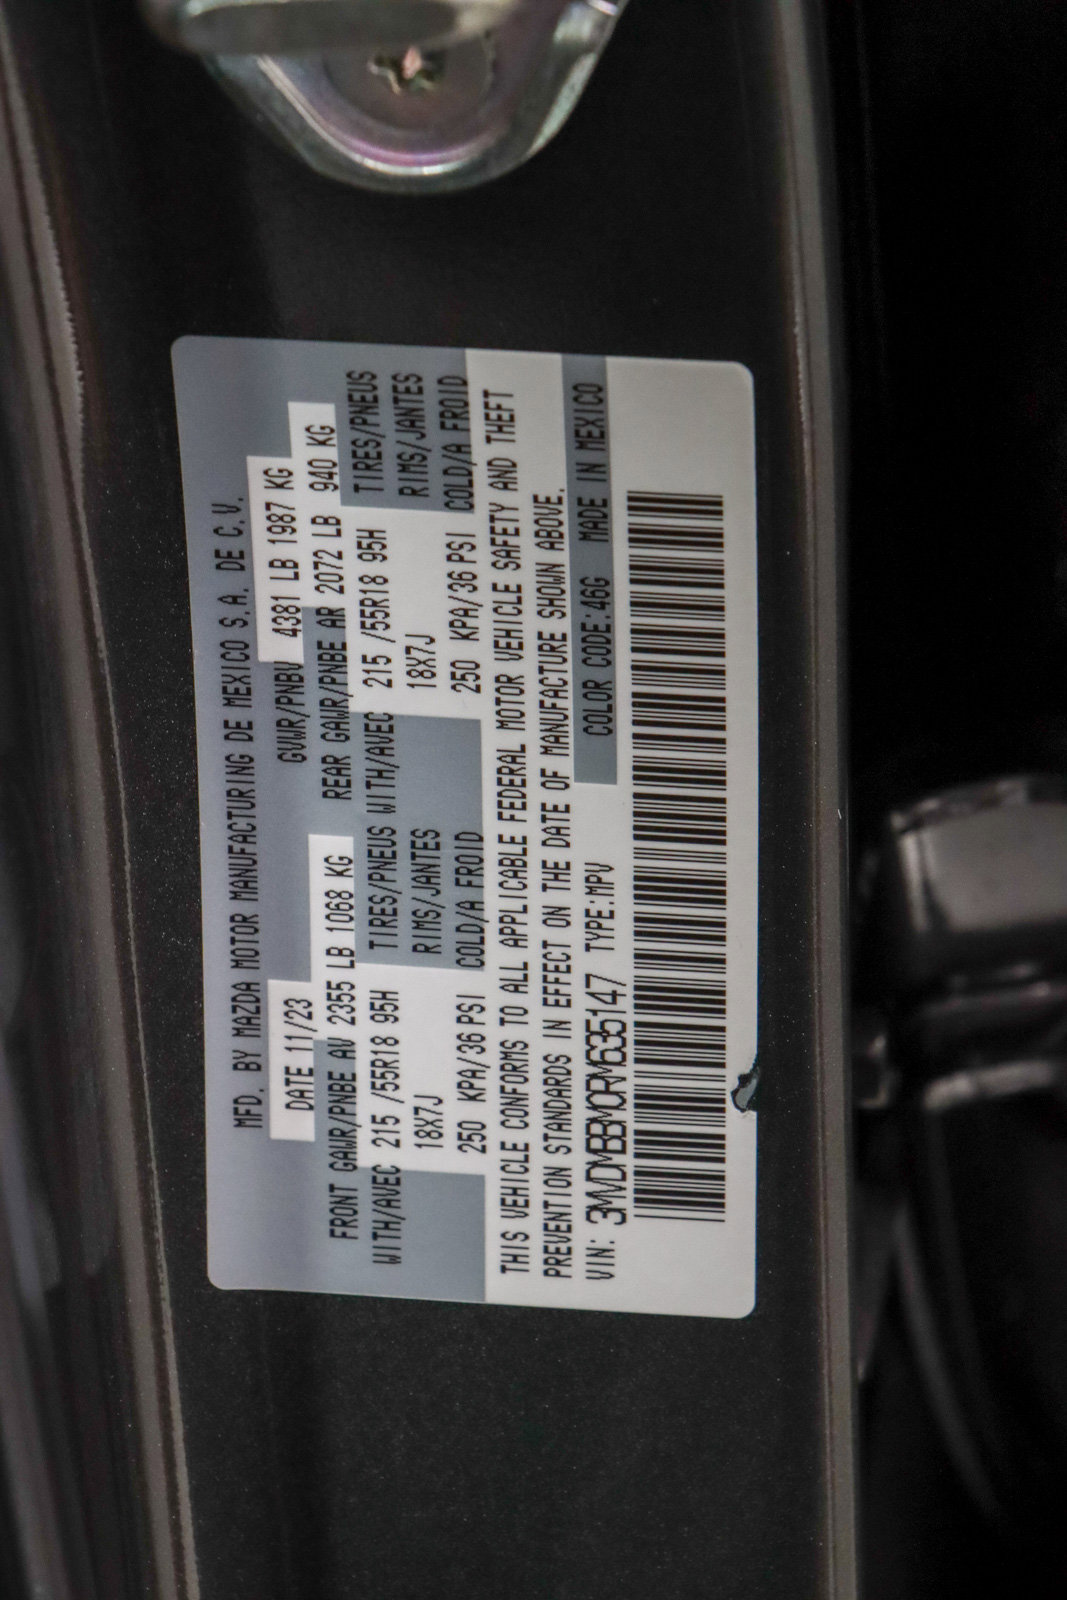 MFD. BY MAZDA MOTOR MANUFACTURING DE MEXICO S.A. DE C.V.
DATE 11/23 GVWR/PNBV 4381 LB 1987 KG
FRONT GAWR/PNBE AV 2355 LB 1068 KG REAR GAWR/PNBE AR 2072 LB 940 KG
WITH/AVEC 215 /55R18 95H TIRES/PNEUS WITH/AVEC 215 /55R18 95H TIRES/PNEUS
18X7J RIMS/JANTES 18X7J RIMS/JANTES
250 KPA/36 PSI COLD/A FROID 250 KPA/36 PSI COLD/A FROID
THIS VEHICLE CONFORMS TO ALL APPLICABLE FEDERAL MOTOR VEHICLE SAFETY AND THEFT
PREVENTION STANDARDS IN EFFECT ON THE DATE OF MANUFACTURE SHOWN ABOVE.
VIN: 3MVDMBBM0RM635147 TYPE:MPV COLOR CODE:46G MADE IN MEXICO